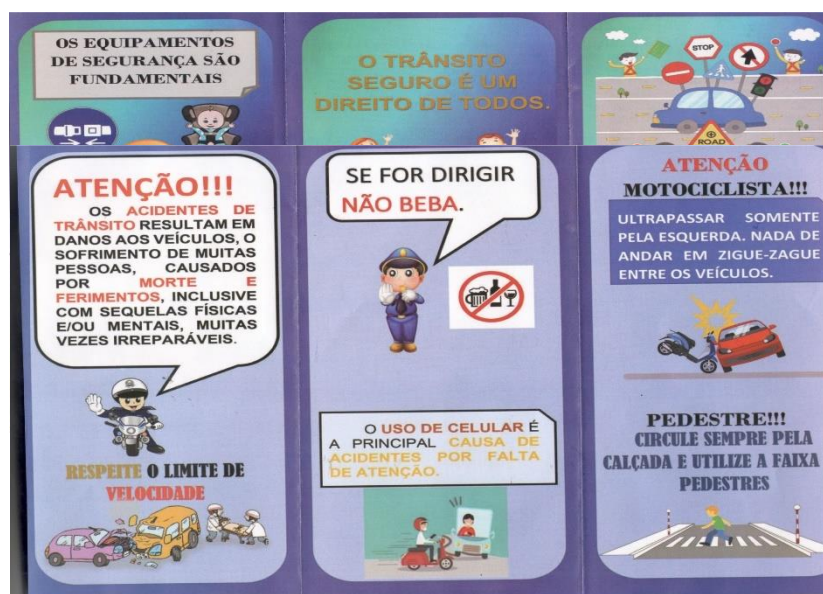 OS EQUIPAMENTOS
DE SEGURANÇA SÃO
FUNDAMENTAIS
O TRÂNSITO
SEGURO É UM
DIREITO DE TODOS.
STOP
ROAD
ATENÇÃO!!!
OS ACIDENTES DE
TRÂNSITO RESULTAM EM
DANOS AOS VEÍCULOS, O
SOFRIMENTO DE MUITAS
PESSOAS, CAUSADOS
POR MORTE E
FERIMENTOS, INCLUSIVE
COM SEQUELAS FÍSICAS
E/OU MENTAIS, MUITAS
VEZES IRREPARÁVEIS.
RESPEITE O LIMITE DE
VELOCIDADE
SE FOR DIRIGIR
NÃO BEBA.
O USO DE CELULAR É
A PRINCIPAL CAUSA DE
ACIDENTES POR FALTA
DE ATENÇÃO.
ATENÇÃO
MOTOCICLISTA!!!
ULTRAPASSAR SOMENTE
PELA ESQUERDA. NADA DE
ANDAR EM ZIGUE-ZAGUE
ENTRE OS VEÍCULOS.
PEDESTRE!!!
CIRCULE SEMPRE PELA
CALÇADA E UTILIZE A FAIXA
PEDESTRES